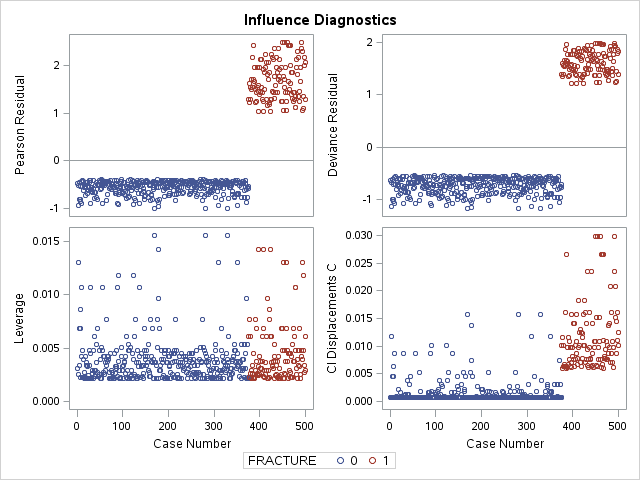 Influence Diagnostics
Pearson Residual
2
1
0
-1
Deviance Residual
2
1
0
-1
Leverage
0.015
0.010
0.005
0.000
0 100 200 300 400 500
Case Number
CI Displacements C
0.030
0.025
0.020
0.015
0.010
0.005
0.000
0 100 200 300 400 500
Case Number
FRACTURE 0 1